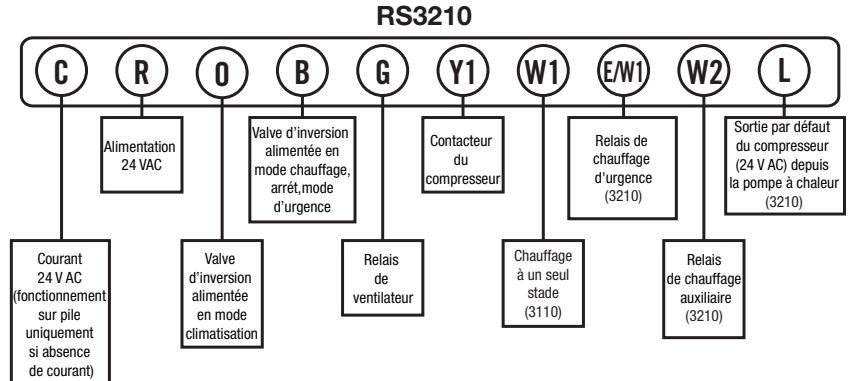 RS3210
C R O B G Y1 W1 E/W1 W2 L
Alimentation
24 VAC
Valve d’inversion
alimentée en
mode chauffage,
arrét,mode
d’urgence
Contacteur
du
compresseur
Relais de
chauffage
d'urgence
(3210)
Sortie par défaut
du compresseur
(24 V AC) depuis
la pompe à chaleur
(3210)
Courant
24 V AC
(fonctionnement
sur pile
uniquement
si absence
de courant)
Valve
d’inversion
alimentée
en mode
climatisation
Relais
de
ventilateur
Chauffage
à un seul
stade
(3110)
Relais
de chauffage
auxiliaire
(3210)